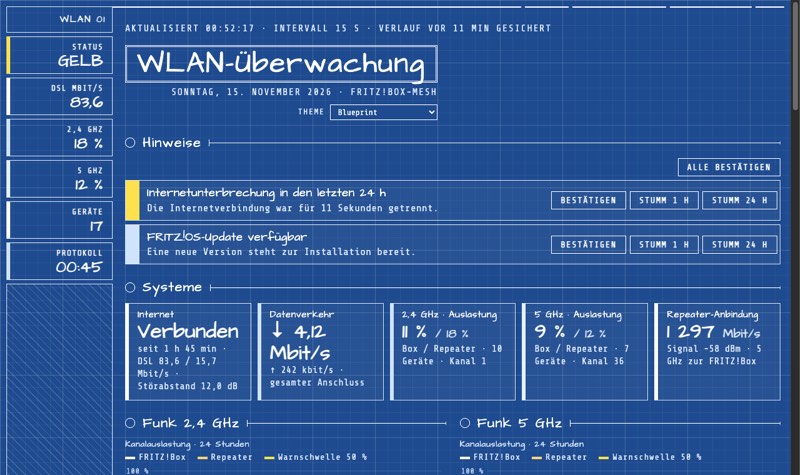 WLAN 01
STATUS
GELB
DSL MBIT/S
83,6
2,4 GHZ
18 %
5 GHZ
12 %
GERÄTE
17
PROTOKOLL
00:45
AKTUALISIERT 00:52:17 · INTERVALL 15 S · VERLAUF VOR 11 MIN GESICHERT
WLAN-Überwachung
SONNTAG, 15. NOVEMBER 2026 · FRITZ!BOX-MESH
THEME Blueprint
Hinweise
ALLE BESTÄTIGEN
Internetunterbrechung in den letzten 24 h
Die Internetverbindung war für 11 Sekunden getrennt.
BESTÄTIGEN STUMM 1 H STUMM 24 H
FRITZ!OS-Update verfügbar
Eine neue Version steht zur Installation bereit.
BESTÄTIGEN STUMM 1 H STUMM 24 H
Systeme
Internet
Verbunden
seit 1 h 45 min ·
DSL 83,6 / 15,7
Mbit/s ·
Störabstand 12,0 dB
Datenverkehr
↓ 4,12
Mbit/s
↑ 242 kbit/s ·
gesamter Anschluss
2,4 GHz · Auslastung
11 % / 18 %
Box / Repeater · 10
Geräte · Kanal 1
5 GHz · Auslastung
9 % / 12 %
Box / Repeater · 7
Geräte · Kanal 36
Repeater-Anbindung
1 297 Mbit/s
Signal −58 dBm · 5
GHz zur FRITZ!Box
Funk 2,4 GHz
Kanalauslastung · 24 Stunden
FRITZ!Box Repeater Warnschwelle 50 %
100 %
Funk 5 GHz
Kanalauslastung · 24 Stunden
FRITZ!Box Repeater Warnschwelle 50 %
100 %